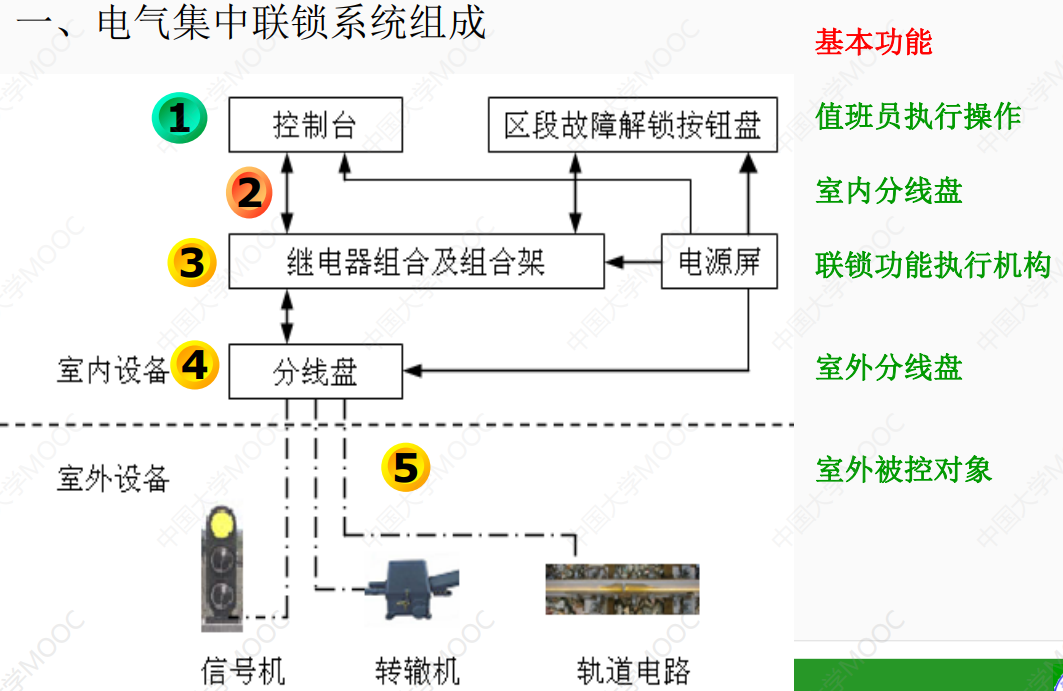 一、电气集中联锁系统组成
基本功能
1
控制台
区段故障解锁按钮盘
值班员执行操作
2
室内分线盘
3
继电器组合及组合架
电源屏
联锁功能执行机构
室内设备
4
分线盘
室外分线盘
室外设备
5
室外被控对象
信号机
转辙机
轨道电路
中国大学MOOC